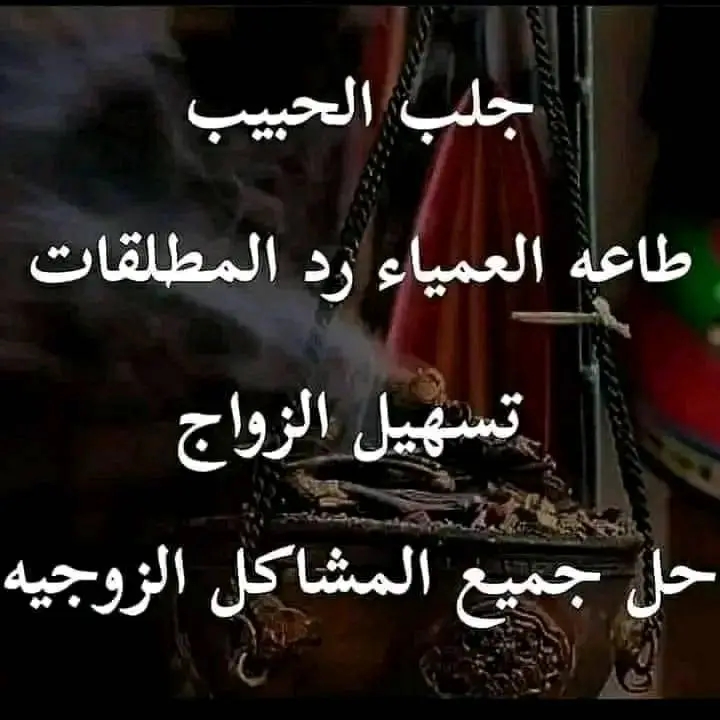 جلب الحبيب
طاعه العمياء رد المطلقات
تسهيل الزواج
حل جميع المشاكل الزوجيه